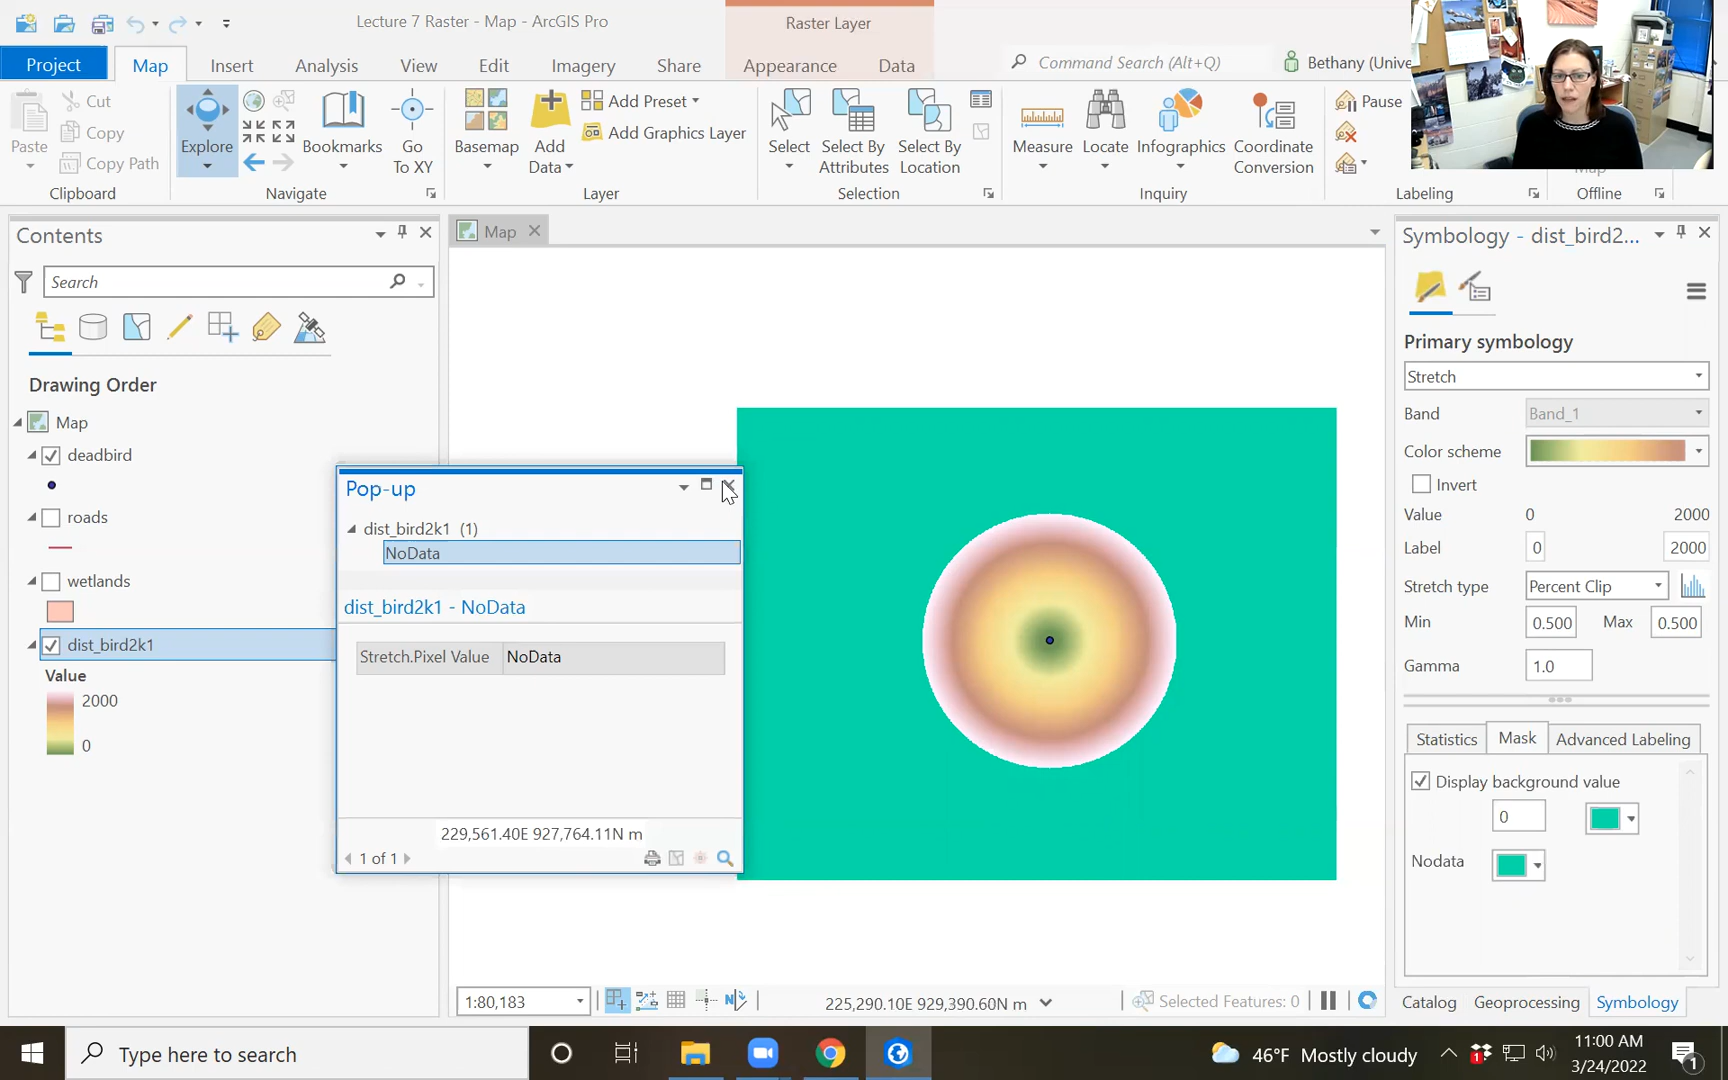 Lecture 7 Raster - Map - ArcGIS Pro
Raster Layer
Project
Map
Insert
Analysis
View
Edit
Imagery
Share
Appearance
Data
Command Search (Alt+Q)
Bethany (Unive
Paste
Cut
Copy
Copy Path
Clipboard
Explore
Bookmarks
Go To XY
Navigate
Basemap
Add Data
Add Preset
Add Graphics Layer
Layer
Select
Select By Attributes
Select By Location
Selection
Measure
Locate
Infographics
Coordinate Conversion
Inquiry
Pause
Labeling
Map
Offline
Contents
Search
Drawing Order
Map
deadbird
roads
wetlands
dist_bird2k1
Value
2000
0
Map
Pop-up
dist_bird2k1 (1)
NoData
dist_bird2k1 - NoData
Stretch.Pixel Value NoData
229,561.40E 927,764.11N m
1 of 1
1:80,183
225,290.10E 929,390.60N m
Selected Features: 0
Symbology - dist_bird2...
Primary symbology
Stretch
Band Band_1
Color scheme
Invert
Value 0 2000
Label 0 2000
Stretch type Percent Clip
Min 0.500 Max 0.500
Gamma 1.0
Statistics Mask Advanced Labeling
Display background value
0
Nodata
Catalog Geoprocessing Symbology
Type here to search
46°F Mostly cloudy
1
11:00 AM
3/24/2022
1